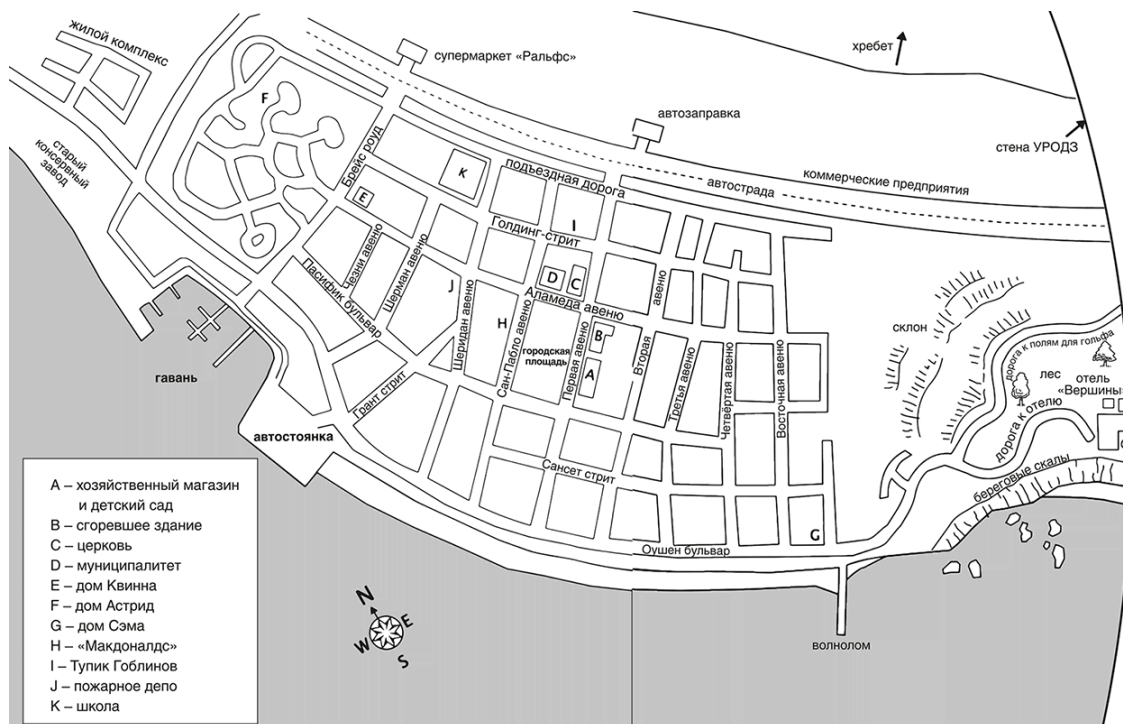 жилой комплекс
супермаркет «Ральфс»
хребет
F
автозаправка
стена УРОДЗ
старый
консервный
завод
Брейс роуд
K
подъездная дорога
автострада
коммерческие предприятия
E
I
Голдинг-стрит
Чезни авеню
Шерман авеню
D
C
Пасифик бульвар
J
Аламеда авеню
авеню
Вторая
H
Шеридан авеню
Сан-Пабло авеню
городская
площадь
Первая авеню
B
A
Третья авеню
Четвёртая авеню
Восточная авеню
склон
дорога к полям для гольфа
лес
отель
«Вершины»
дорога к отелю
гавань
Грант стрит
автостоянка
Сансет стрит
береговые скалы
G
Оушен бульвар
волнолом
N
E
W
S
A – хозяйственный магазин
и детский сад
B – сгоревшее здание
C – церковь
D – муниципалитет
E – дом Квинна
F – дом Астрид
G – дом Сэма
H – «Макдоналдс»
I – Тупик Гоблинов
J – пожарное депо
K – школа